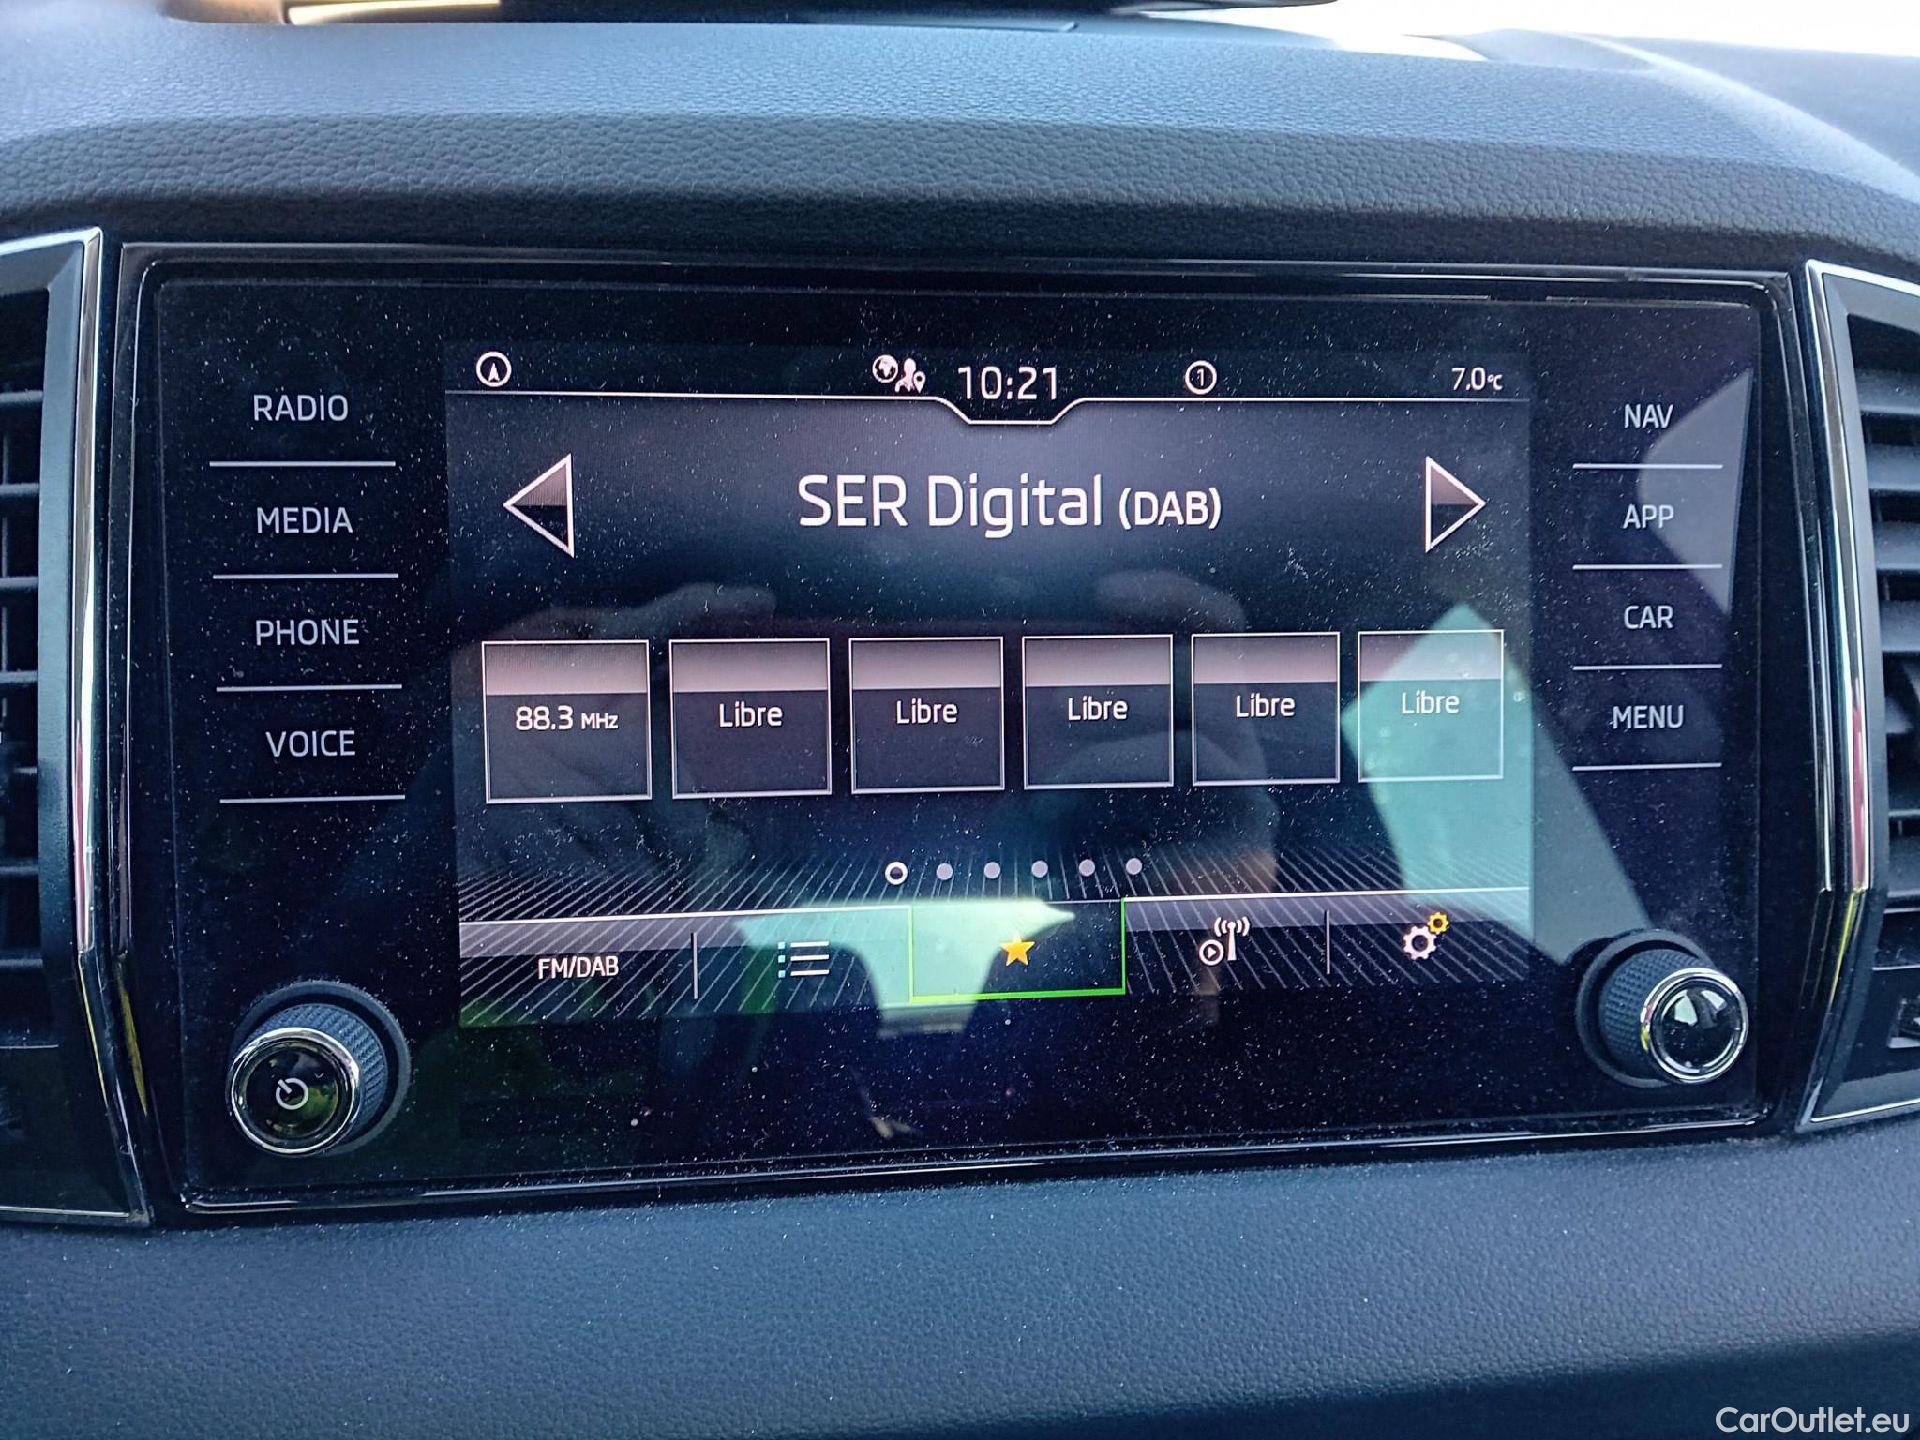 10:21
1
7.0°C
RADIO
MEDIA
PHONE
VOICE
SER Digital (DAB)
88.3 MHz
Libre
Libre
Libre
Libre
Libre
FM/DAB
NAV
APP
CAR
MENU
CarOutlet.eu